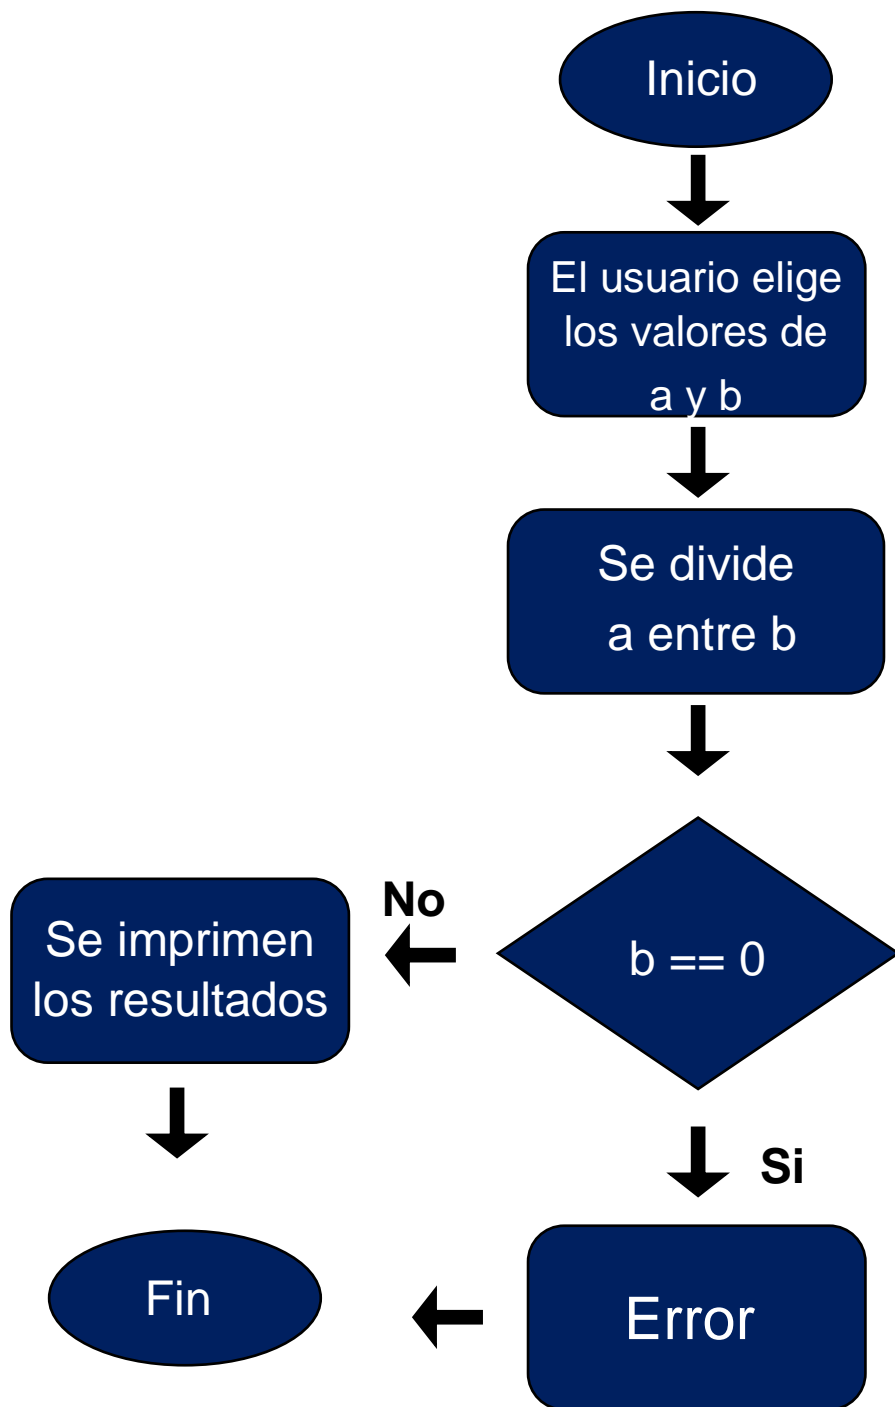 Inicio
El usuario elige
los valores de
a y b
Se divide
a entre b
b == 0
No
Se imprimen
los resultados
Si
Error
Fin